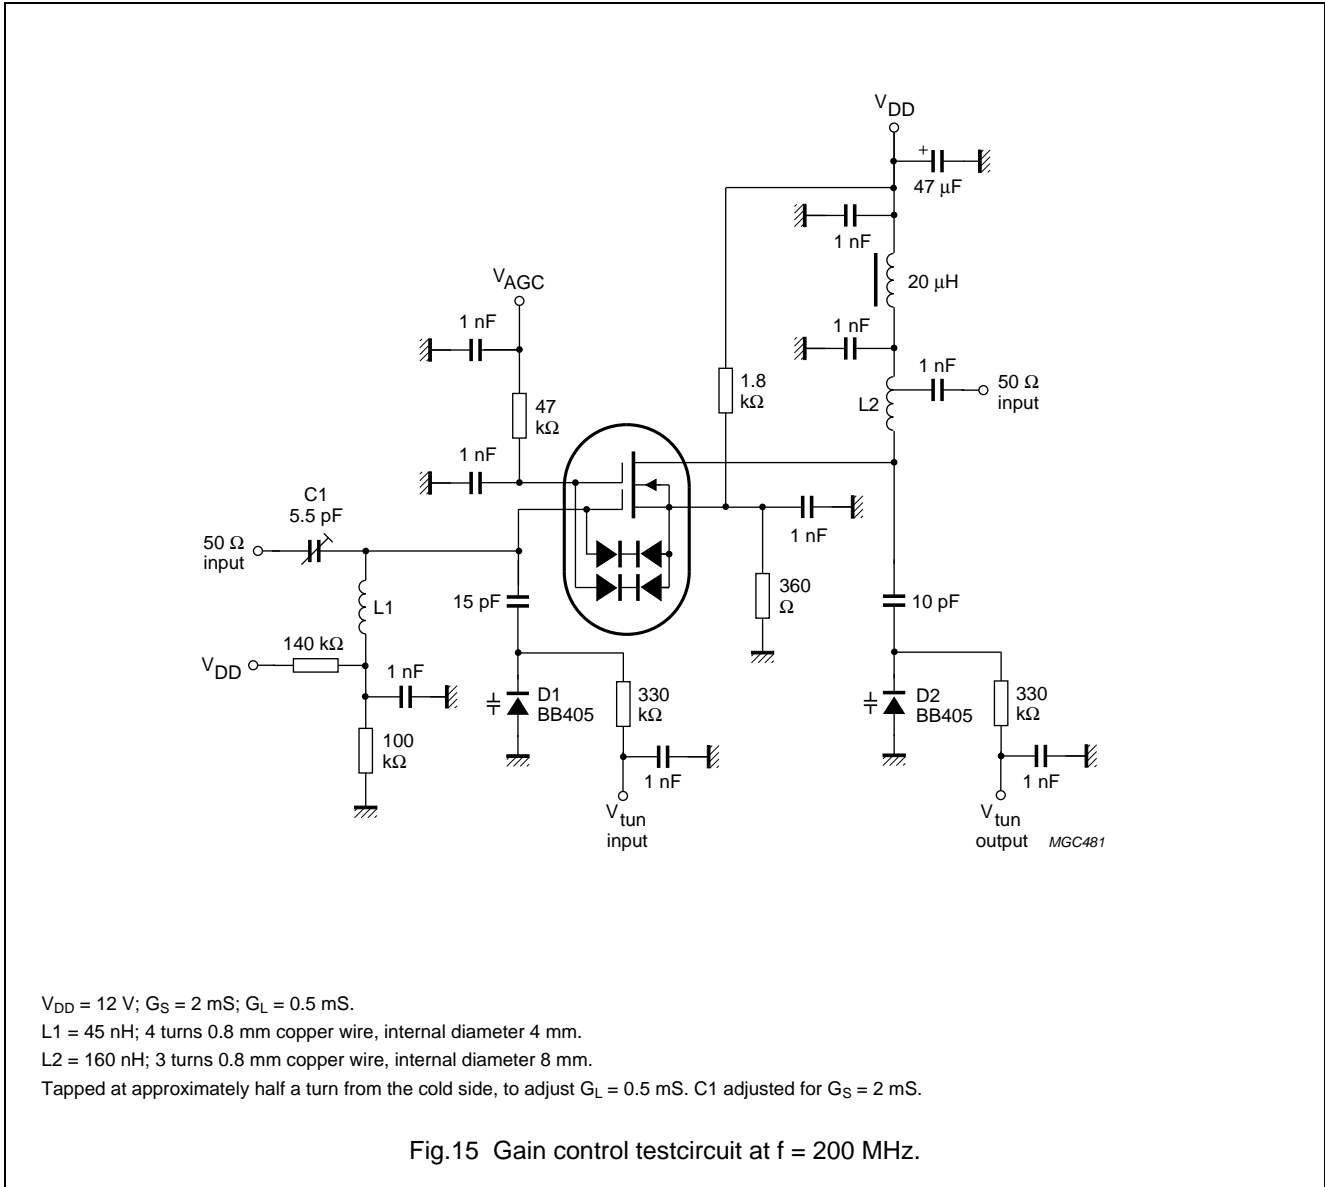 VDD
+
47 μF
1 nF
20 μH
VAGC
1 nF
1 nF
1 nF
50 Ω
input
1.8
kΩ
L2
47
kΩ
1 nF
C1
5.5 pF
50 Ω
input
1 nF
L1
15 pF
360
Ω
10 pF
140 kΩ
VDD
1 nF
D1
BB405
330
kΩ
D2
BB405
330
kΩ
100
kΩ
1 nF
1 nF
Vtun
input
Vtun
output
MGC481
VDD = 12 V; GS = 2 mS; GL = 0.5 mS.
L1 = 45 nH; 4 turns 0.8 mm copper wire, internal diameter 4 mm.
L2 = 160 nH; 3 turns 0.8 mm copper wire, internal diameter 8 mm.
Tapped at approximately half a turn from the cold side, to adjust GL = 0.5 mS. C1 adjusted for GS = 2 mS.
Fig.15 Gain control testcircuit at f = 200 MHz.